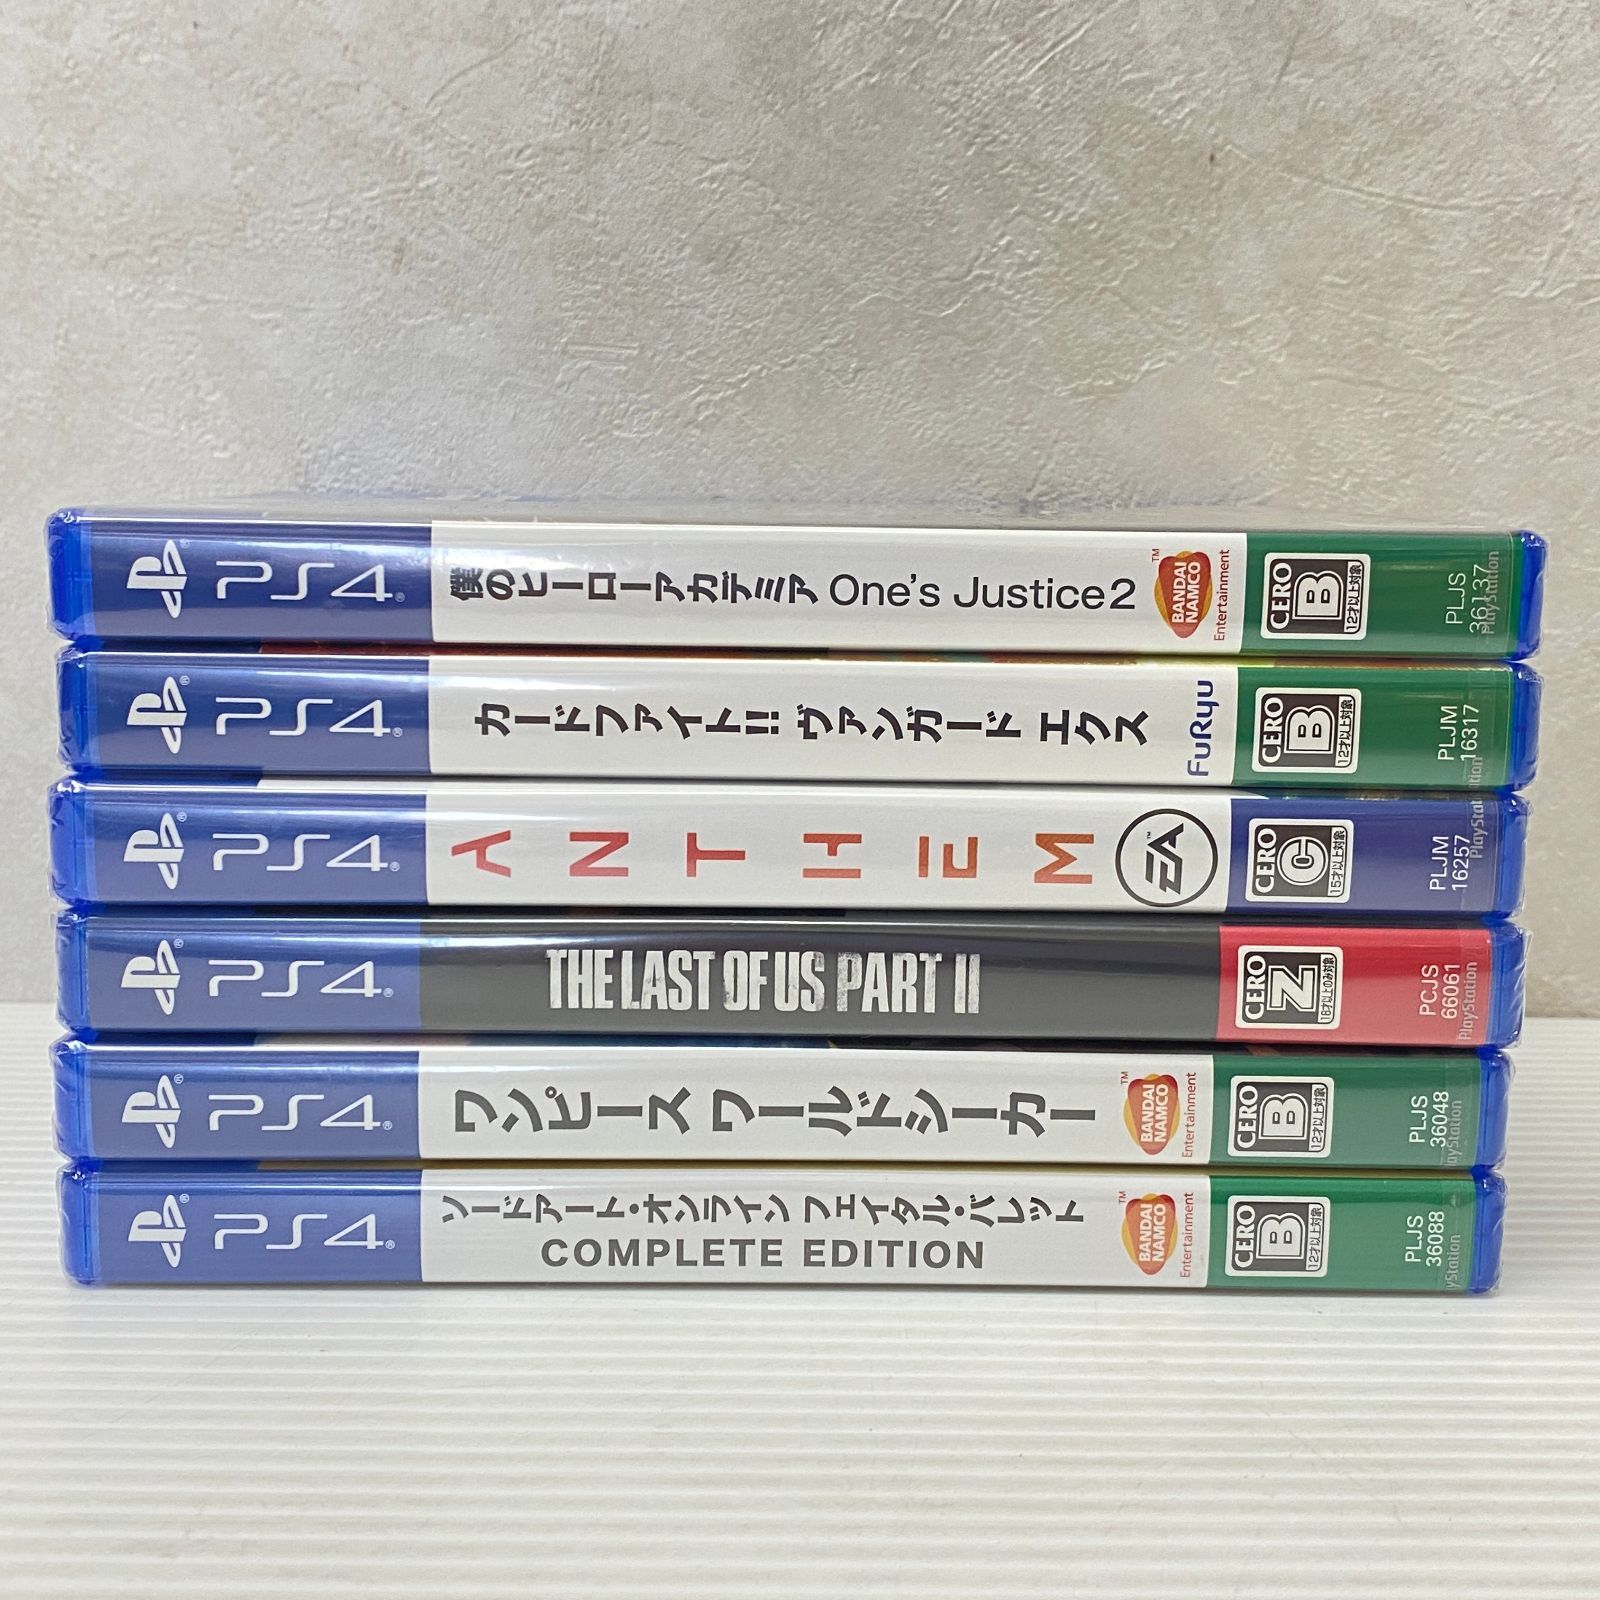 PS4 僕のヒーローアカデミア One's Justice2 BANDAI NAMCO Entertainment CERO B 12才以上対象 PLJS 36137 PlayStation
PS4 カードファイト!! ヴァンガード エクス FuRyu CERO B 12才以上対象 PLJM 16317 PlayStation
PS4 ANTHEM EA CERO C 15才以上対象 PLJM 16257 PlayStation
PS4 THE LAST OF US PART II CERO Z 18才以上のみ対象 PCJS 66061 PlayStation
PS4 ワンピース ワールドシーカー BANDAI NAMCO Entertainment CERO B 12才以上対象 PLJS 36048 PlayStation
PS4 ソードアート・オンライン フェイタル・バレット
COMPLETE EDITION BANDAI NAMCO Entertainment CERO B 12才以上対象 PLJS 36088 PlayStation